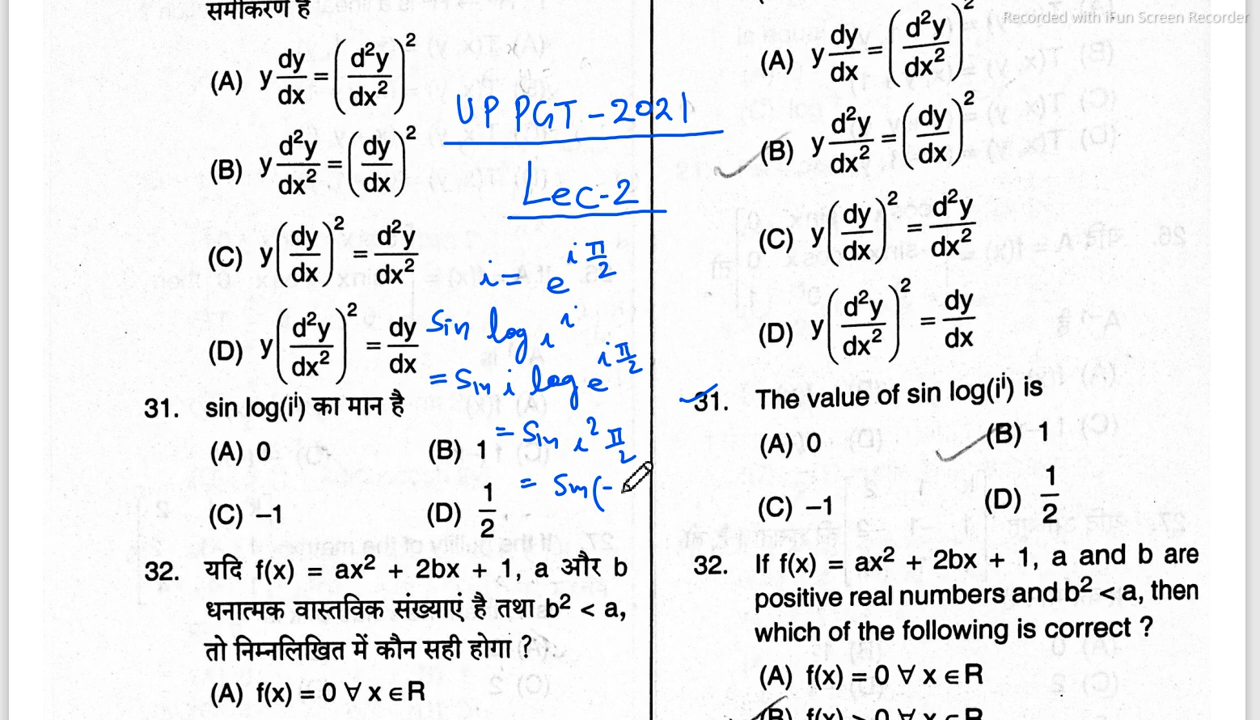 समीकरण है
(A) y dy/dx = (d²y/dx²)²
(B) y d²y/dx² = (dy/dx)²
(C) y (dy/dx)² = d²y/dx²
(D) y (d²y/dx²)² = dy/dx
31. sin log(iⁱ) का मान है
(A) 0 (B) 1
(C) –1 (D) 1/2
32. यदि f(x) = ax² + 2bx + 1, a और b
धनात्मक वास्तविक संख्याएं है तथा b² < a,
तो निम्नलिखित में कौन सही होगा ?
(A) f(x) = 0 ∀ x ∈ R
UP PGT - 2021
Lec-2
i = e^(i π/2)
Sin log iⁱ
= Sin i log e^(i π/2)
= Sin i² π/2
= Sin(-
Recorded with iFun Screen Recorder
(A) y dy/dx = (d²y/dx²)²
(B) y d²y/dx² = (dy/dx)²
(C) y (dy/dx)² = d²y/dx²
(D) y (d²y/dx²)² = dy/dx
31. The value of sin log(iⁱ) is
(A) 0 (B) 1
(C) –1 (D) 1/2
32. If f(x) = ax² + 2bx + 1, a and b are
positive real numbers and b² < a, then
which of the following is correct ?
(A) f(x) = 0 ∀ x ∈ R
(B) f(x) > 0 ∀ x ∈ R